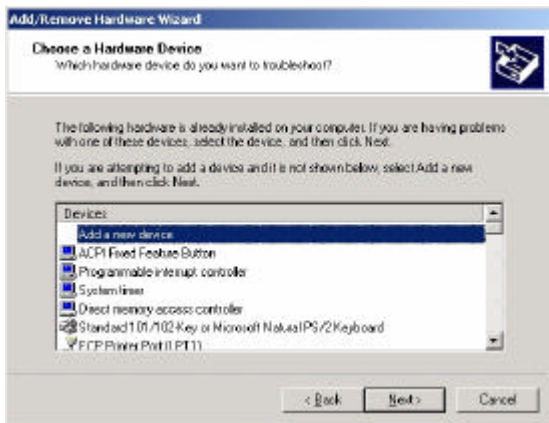 Add/Remove Hardware Wizard
Choose a Hardware Device
Which hardware device do you want to troubleshoot?
The following hardware is already installed on your computer. If you are having problems
with one of these devices, select the device, and then click Next.
If you are attempting to add a device and it is not shown below, select Add a new
device, and then click Next.
Devices
Add a new device
ACPI Fixed Feature Button
Programmable interrupt controller
System timer
Direct memory access controller
Standard 101/102-Key or Microsoft Natural PS/2 Keyboard
ECP Printer Port (LPT1)
< Back
Next >
Cancel